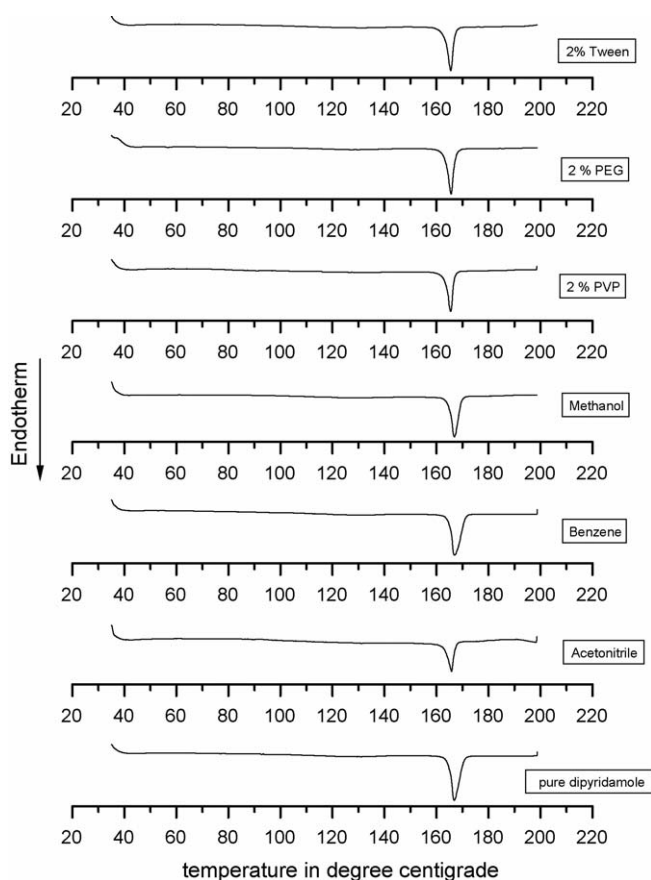 2% Tween
20 40 60 80 100 120 140 160 180 200 220
2 % PEG
20 40 60 80 100 120 140 160 180 200 220
2 % PVP
20 40 60 80 100 120 140 160 180 200 220
Endotherm
Methanol
20 40 60 80 100 120 140 160 180 200 220
Benzene
20 40 60 80 100 120 140 160 180 200 220
Acetonitrile
20 40 60 80 100 120 140 160 180 200 220
pure dipyridamole
20 40 60 80 100 120 140 160 180 200 220
temperature in degree centigrade